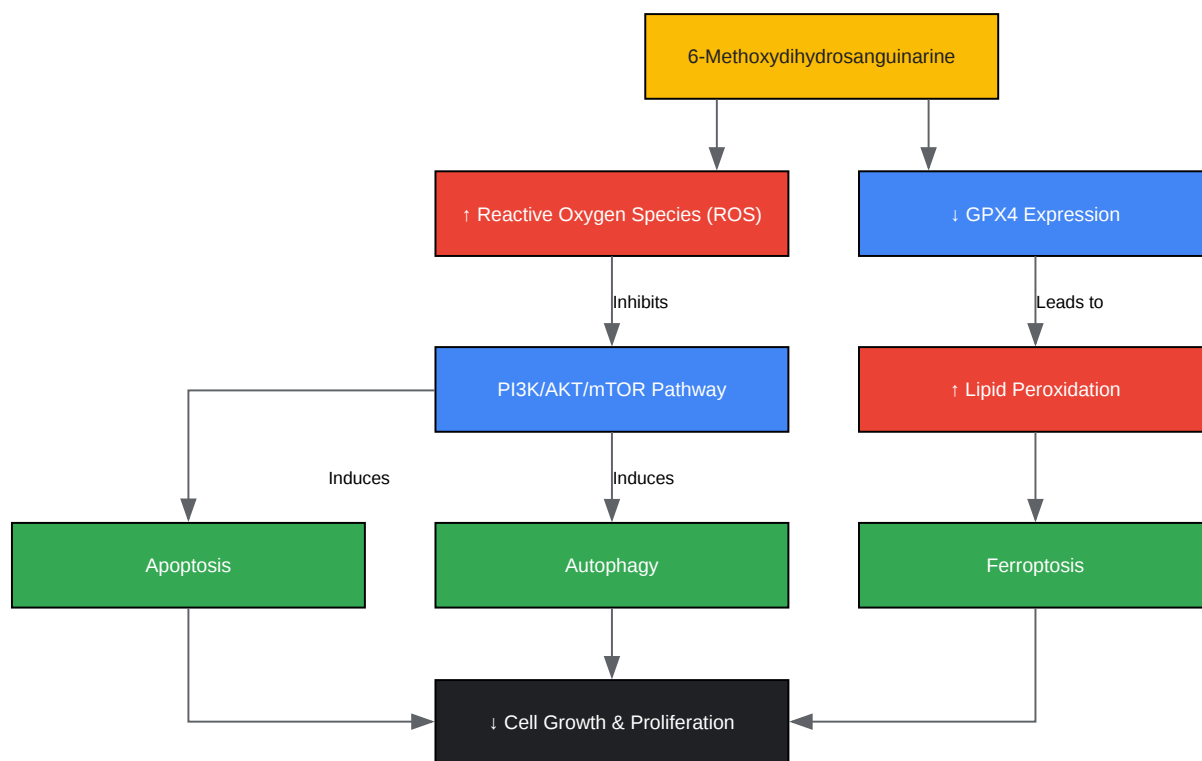 6-Methoxydihydrosanguinarine
↑ Reactive Oxygen Species (ROS)
↓ GPX4 Expression
Inhibits
Leads to
PI3K/AKT/mTOR Pathway
↑ Lipid Peroxidation
Induces
Induces
Apoptosis
Autophagy
Ferroptosis
↓ Cell Growth & Proliferation